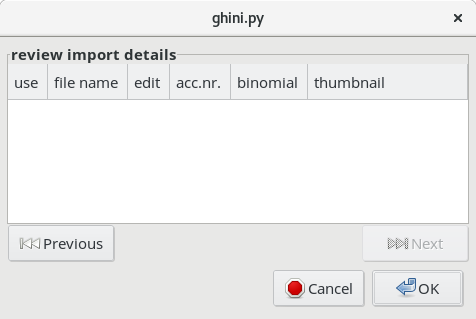 ghini.py
review import details
use file name edit acc.nr. binomial thumbnail
Previous Next
Cancel OK